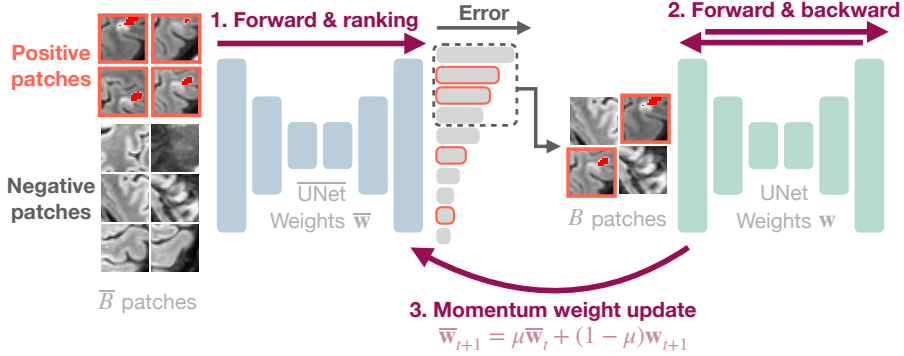 1. Forward & ranking
Error
2. Forward & backward
Positive
patches
Negative
patches
B̅ patches
U̅N̅e̅t̅
Weights w̅
B patches
UNet
Weights w
3. Momentum weight update
w̅ₜ₊₁ = μw̅ₜ + (1 − μ)wₜ₊₁